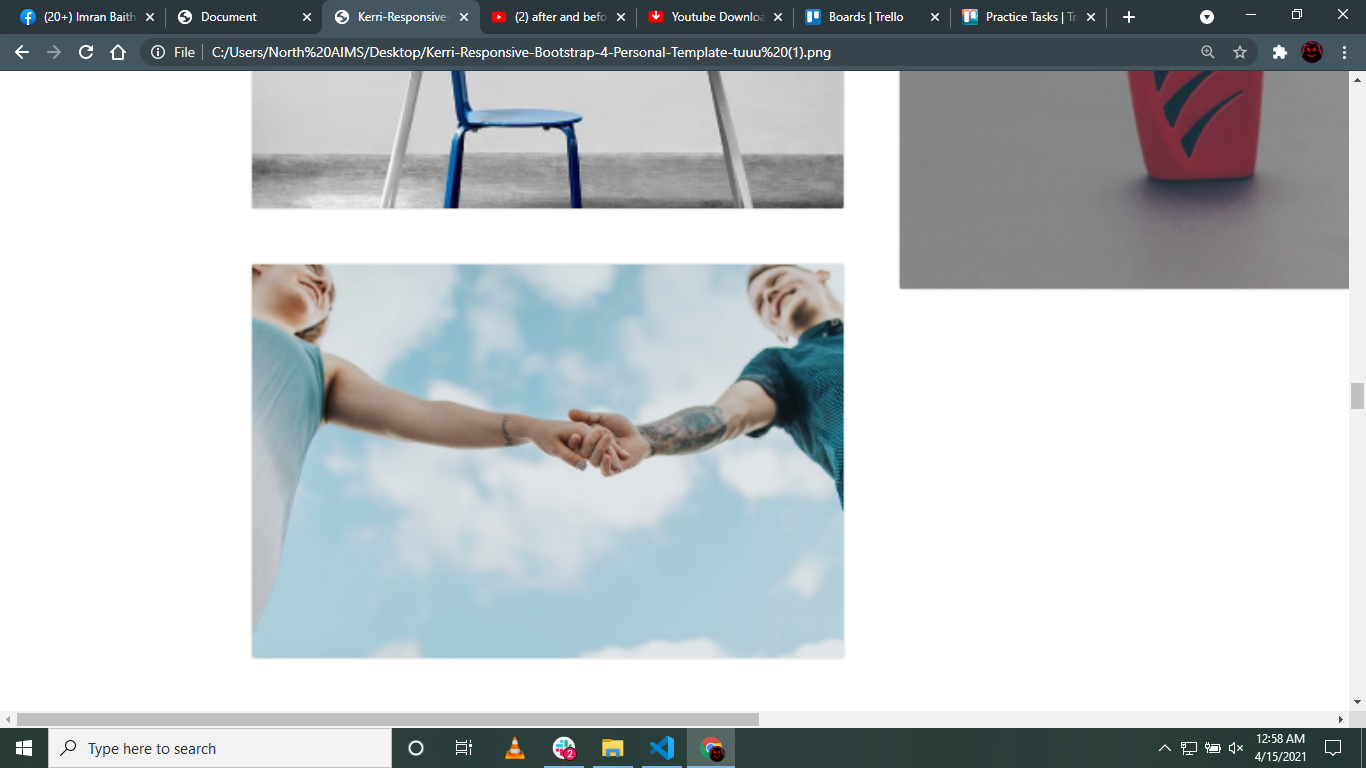 (20+) Imran Baith
Document
Kerri-Responsive-
(2) after and befo
Youtube Downloa
Boards | Trello
Practice Tasks | Tr
File
C:/Users/North%20AIMS/Desktop/Kerri-Responsive-Bootstrap-4-Personal-Template-tuuu%20(1).png
Type here to search
2
12:58 AM
4/15/2021